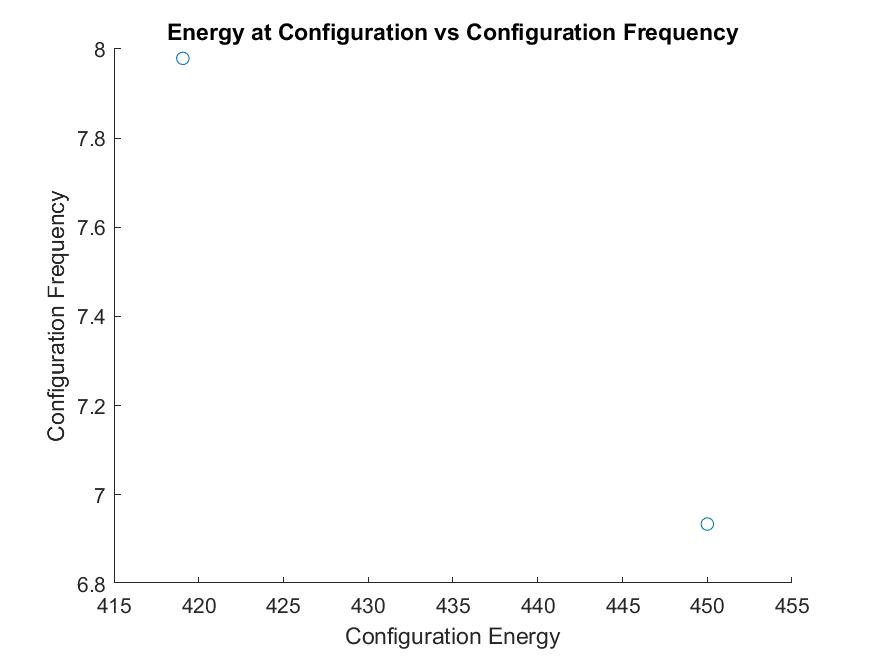 Energy at Configuration vs Configuration Frequency
8
7.8
7.6
7.4
7.2
7
6.8
Configuration Frequency
415 420 425 430 435 440 445 450 455
Configuration Energy